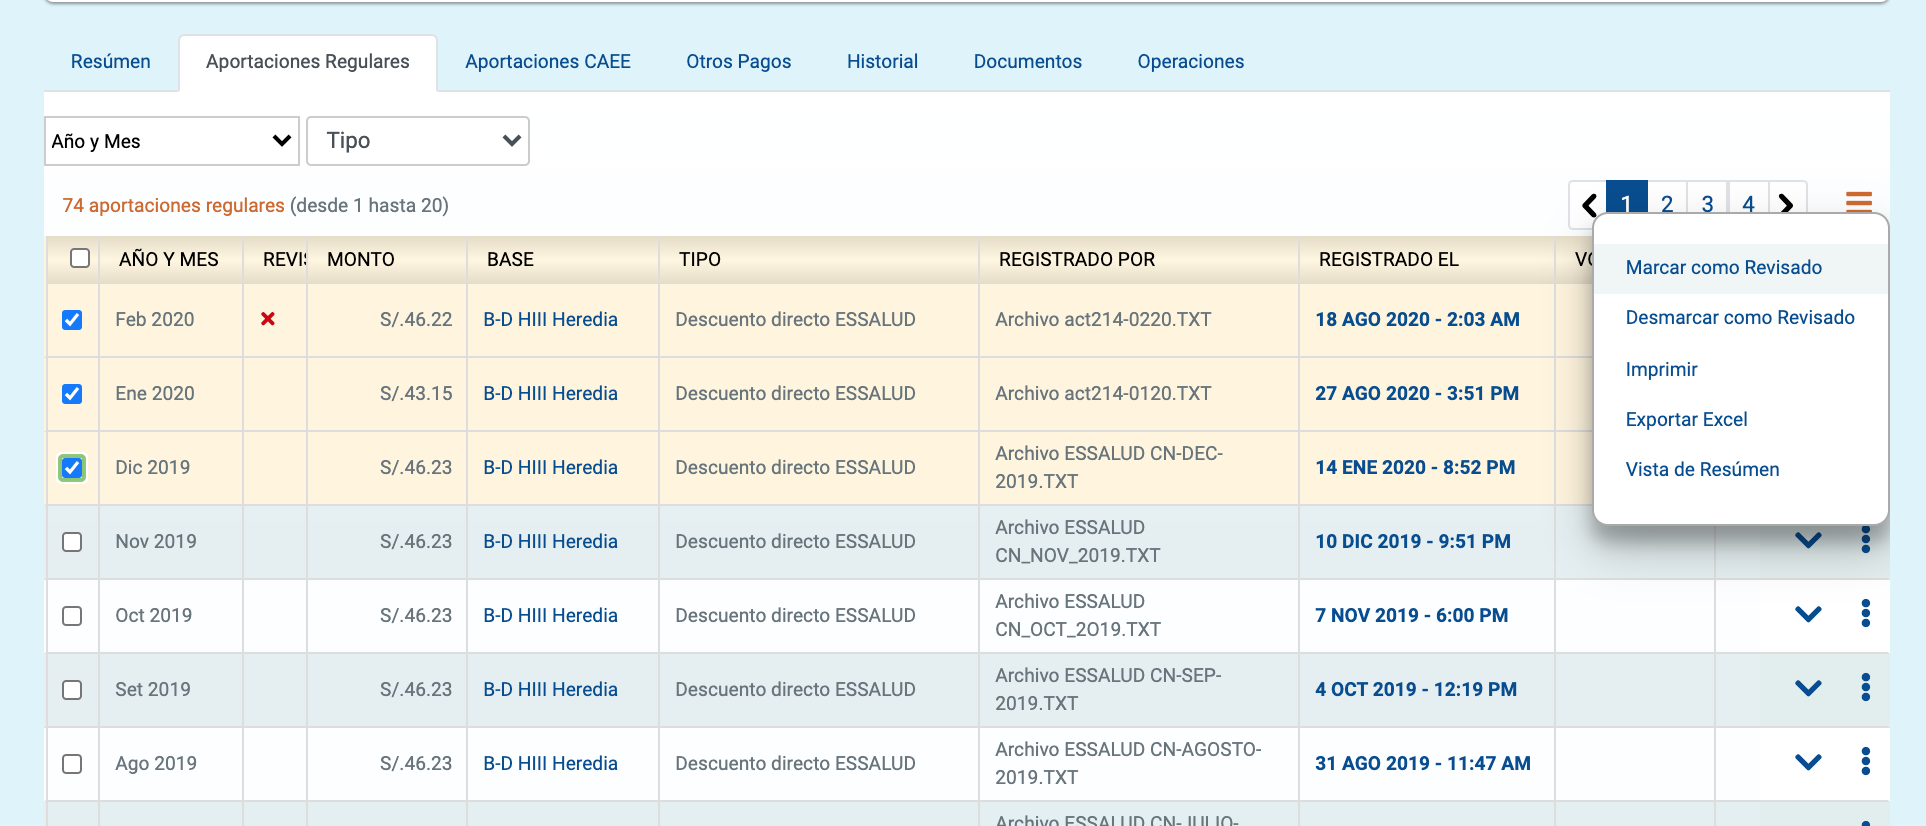 Resúmen Aportaciones Regulares Aportaciones CAEE Otros Pagos Historial Documentos Operaciones
Año y Mes Tipo
74 aportaciones regulares (desde 1 hasta 20)
1 2 3 4
AÑO Y MES MONTO BASE TIPO REGISTRADO POR REGISTRADO EL
Feb 2020 S/.46.22 B-D HIII Heredia Descuento directo ESSALUD Archivo act214-0220.TXT 18 AGO 2020 - 2:03 AM
Ene 2020 S/.43.15 B-D HIII Heredia Descuento directo ESSALUD Archivo act214-0120.TXT 27 AGO 2020 - 3:51 PM
Dic 2019 S/.46.23 B-D HIII Heredia Descuento directo ESSALUD Archivo ESSALUD CN-DEC-
2019.TXT 14 ENE 2020 - 8:52 PM
Nov 2019 S/.46.23 B-D HIII Heredia Descuento directo ESSALUD Archivo ESSALUD
CN_NOV_2019.TXT 10 DIC 2019 - 9:51 PM
Oct 2019 S/.46.23 B-D HIII Heredia Descuento directo ESSALUD Archivo ESSALUD
CN_OCT_2O19.TXT 7 NOV 2019 - 6:00 PM
Set 2019 S/.46.23 B-D HIII Heredia Descuento directo ESSALUD Archivo ESSALUD CN-SEP-
2019.TXT 4 OCT 2019 - 12:19 PM
Ago 2019 S/.46.23 B-D HIII Heredia Descuento directo ESSALUD Archivo ESSALUD CN-AGOSTO-
2019.TXT 31 AGO 2019 - 11:47 AM
Archivo ESSALUD CN-JULIO-
Marcar como Revisado
Desmarcar como Revisado
Imprimir
Exportar Excel
Vista de Resúmen